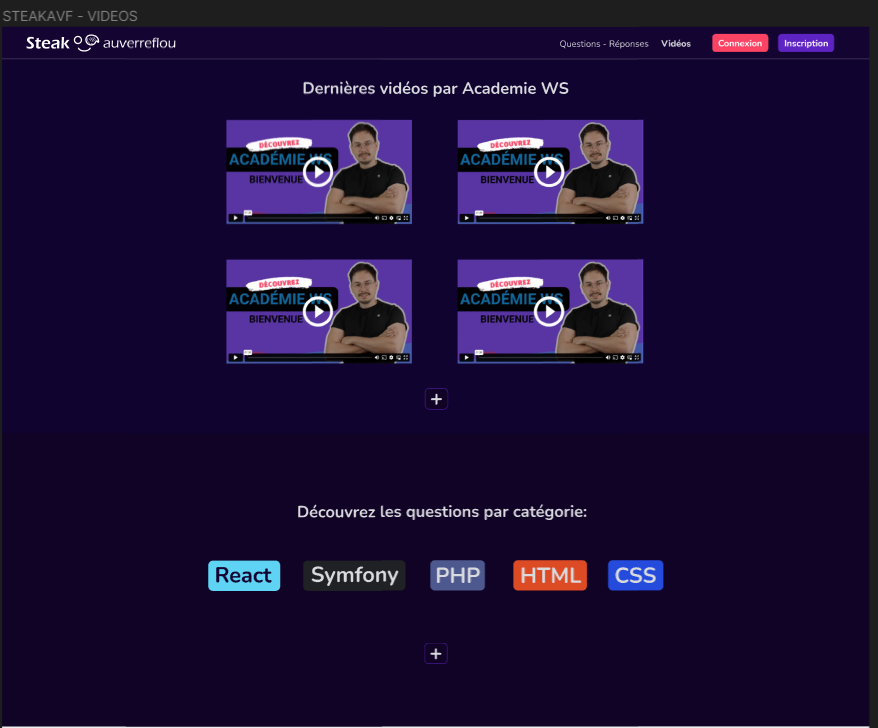 STEAKAVF - VIDEOS
Steak auverreflou
Questions - Réponses Vidéos Connexion Inscription
Dernières vidéos par Academie WS
DÉCOUVREZ
ACADÉMIE WS
BIENVENUE
DÉCOUVREZ
ACADÉMIE WS
BIENVENUE
DÉCOUVREZ
ACADÉMIE WS
BIENVENUE
DÉCOUVREZ
ACADÉMIE WS
BIENVENUE
+
Découvrez les questions par catégorie:
React Symfony PHP HTML CSS
+